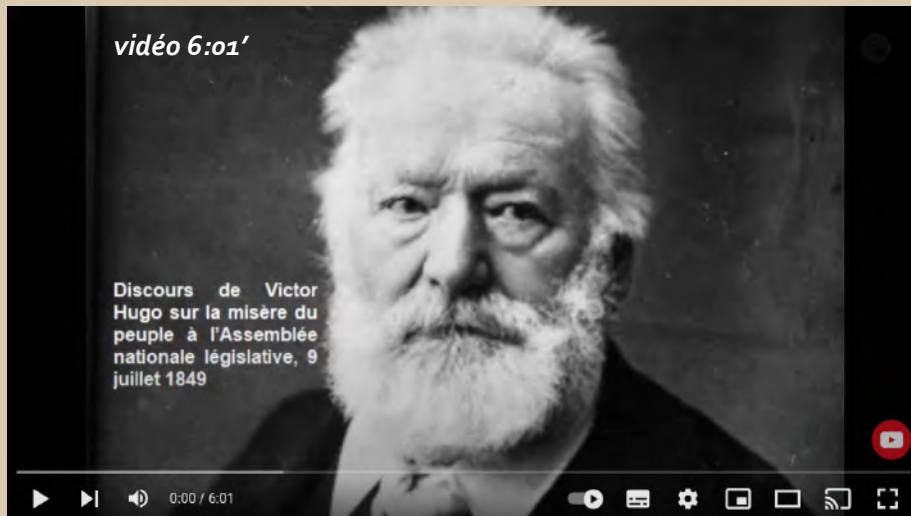 vidéo 6:01’
Discours de Victor
Hugo sur la misère du
peuple à l’Assemblée
nationale législative, 9
juillet 1849
0:00 / 6:01